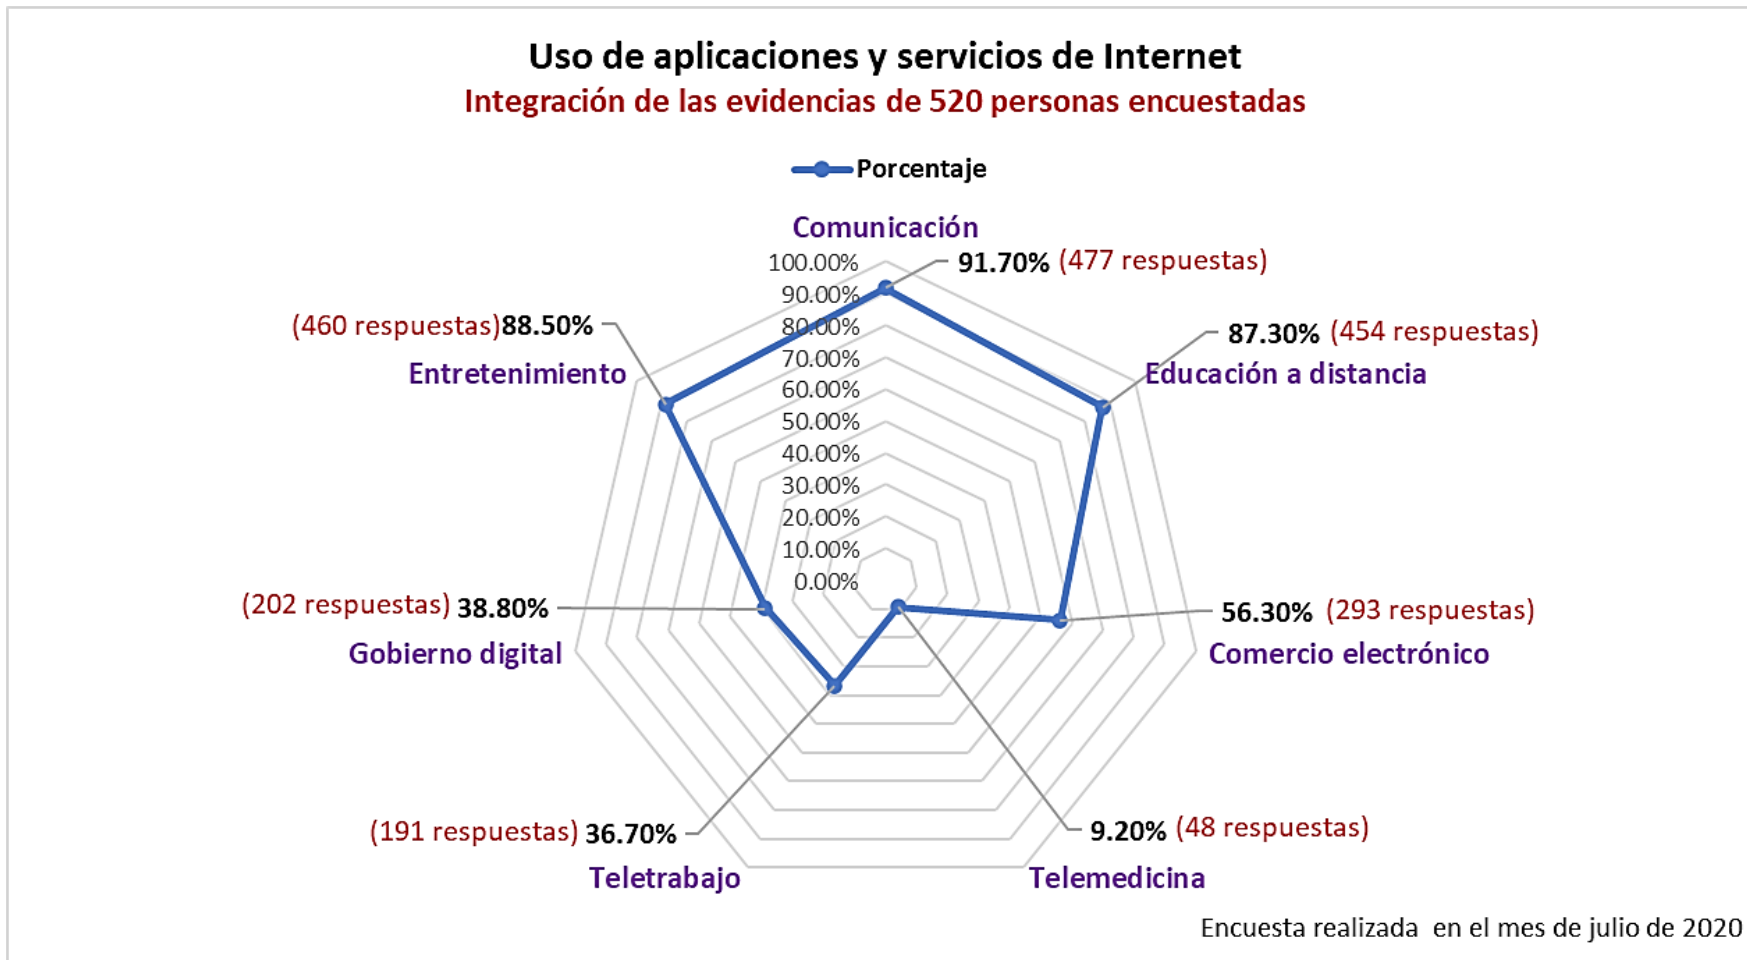 Uso de aplicaciones y servicios de Internet
Integración de las evidencias de 520 personas encuestadas
Porcentaje
Comunicación
91.70% (477 respuestas)
87.30% (454 respuestas)
Educación a distancia
56.30% (293 respuestas)
Comercio electrónico
9.20% (48 respuestas)
Telemedicina
(191 respuestas) 36.70%
Teletrabajo
(202 respuestas) 38.80%
Gobierno digital
(460 respuestas) 88.50%
Entretenimiento
100.00%
90.00%
80.00%
70.00%
60.00%
50.00%
40.00%
30.00%
20.00%
10.00%
0.00%
Encuesta realizada en el mes de julio de 2020